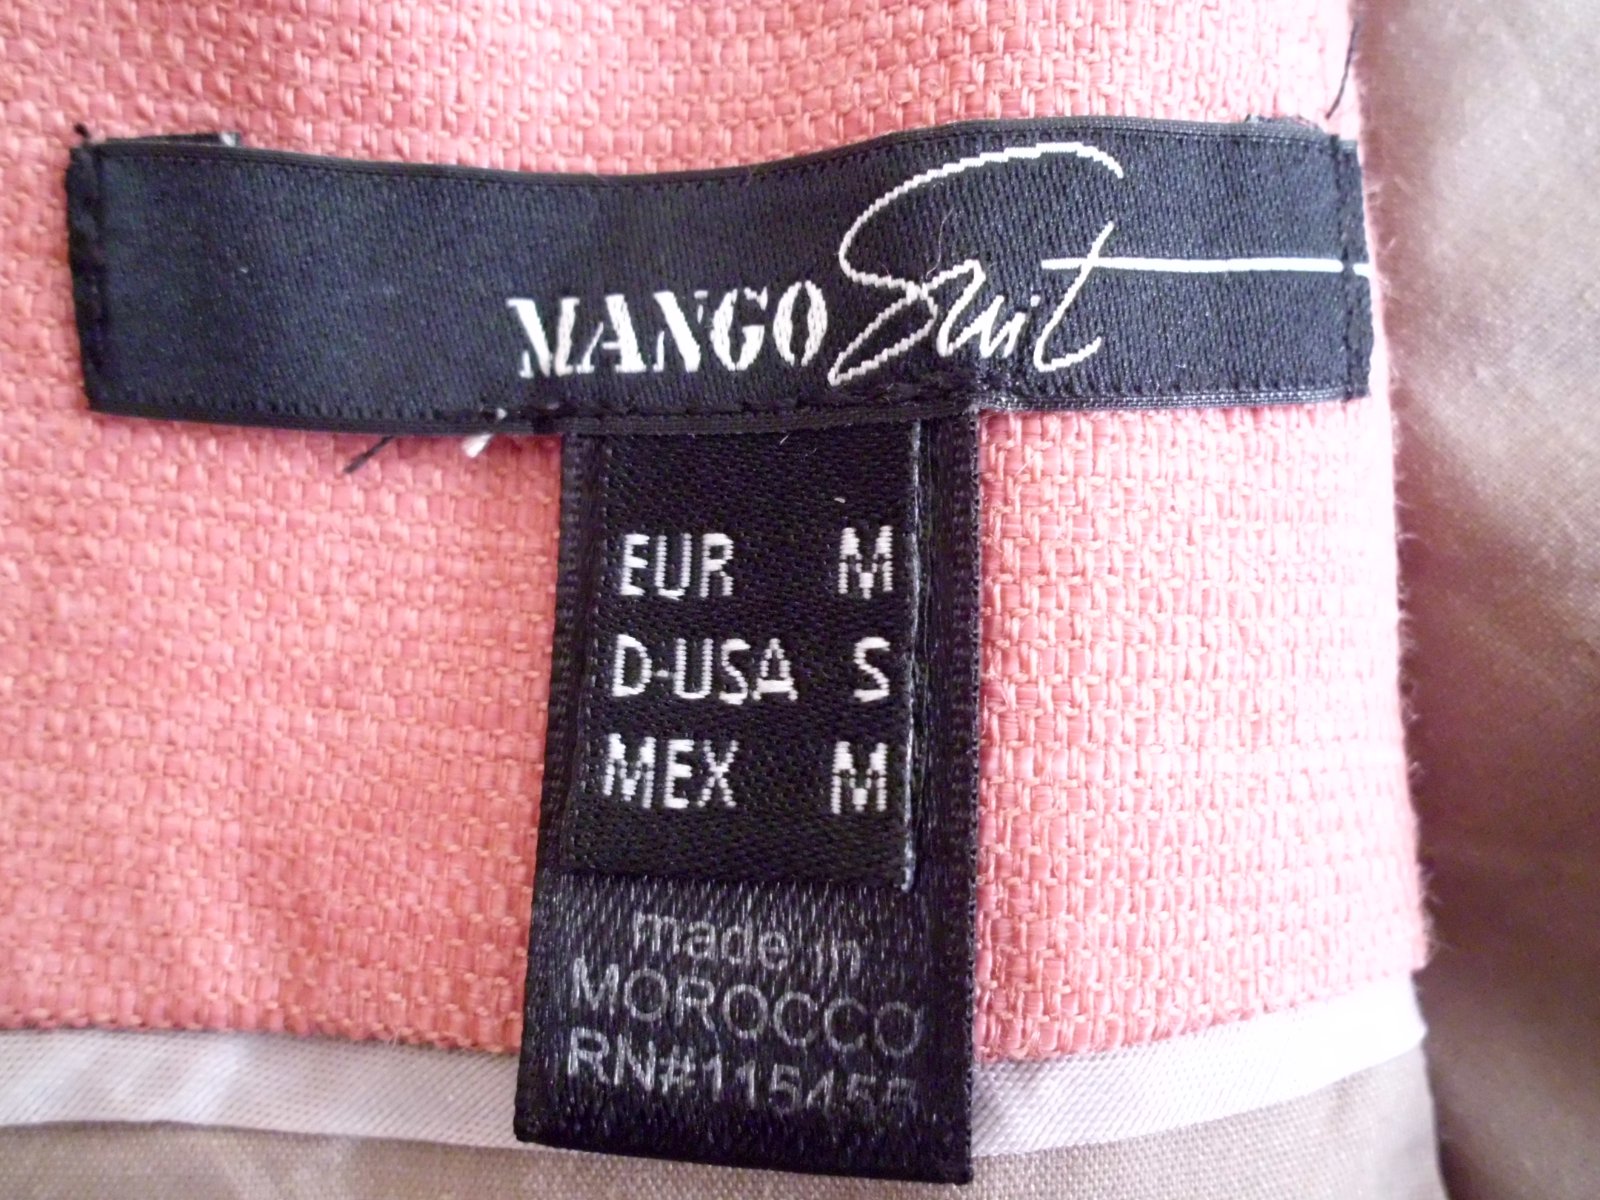 MANGO Suit
EUR M
D-USA S
MEX M
made in
MOROCCO